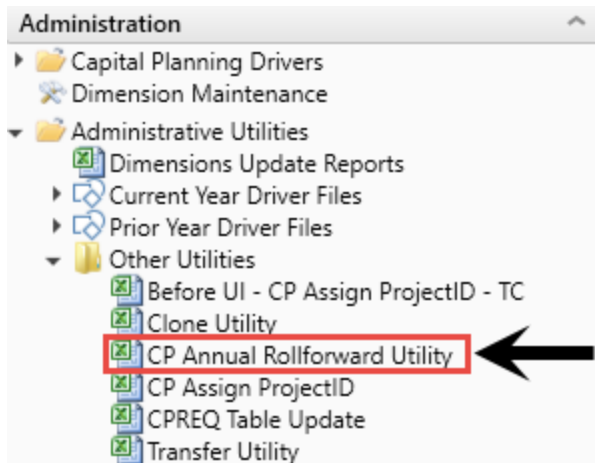 Administration
Capital Planning Drivers
Dimension Maintenance
Administrative Utilities
Dimensions Update Reports
Current Year Driver Files
Prior Year Driver Files
Other Utilities
Before UI - CP Assign ProjectID - TC
Clone Utility
CP Annual Rollforward Utility
CP Assign ProjectID
CPREQ Table Update
Transfer Utility